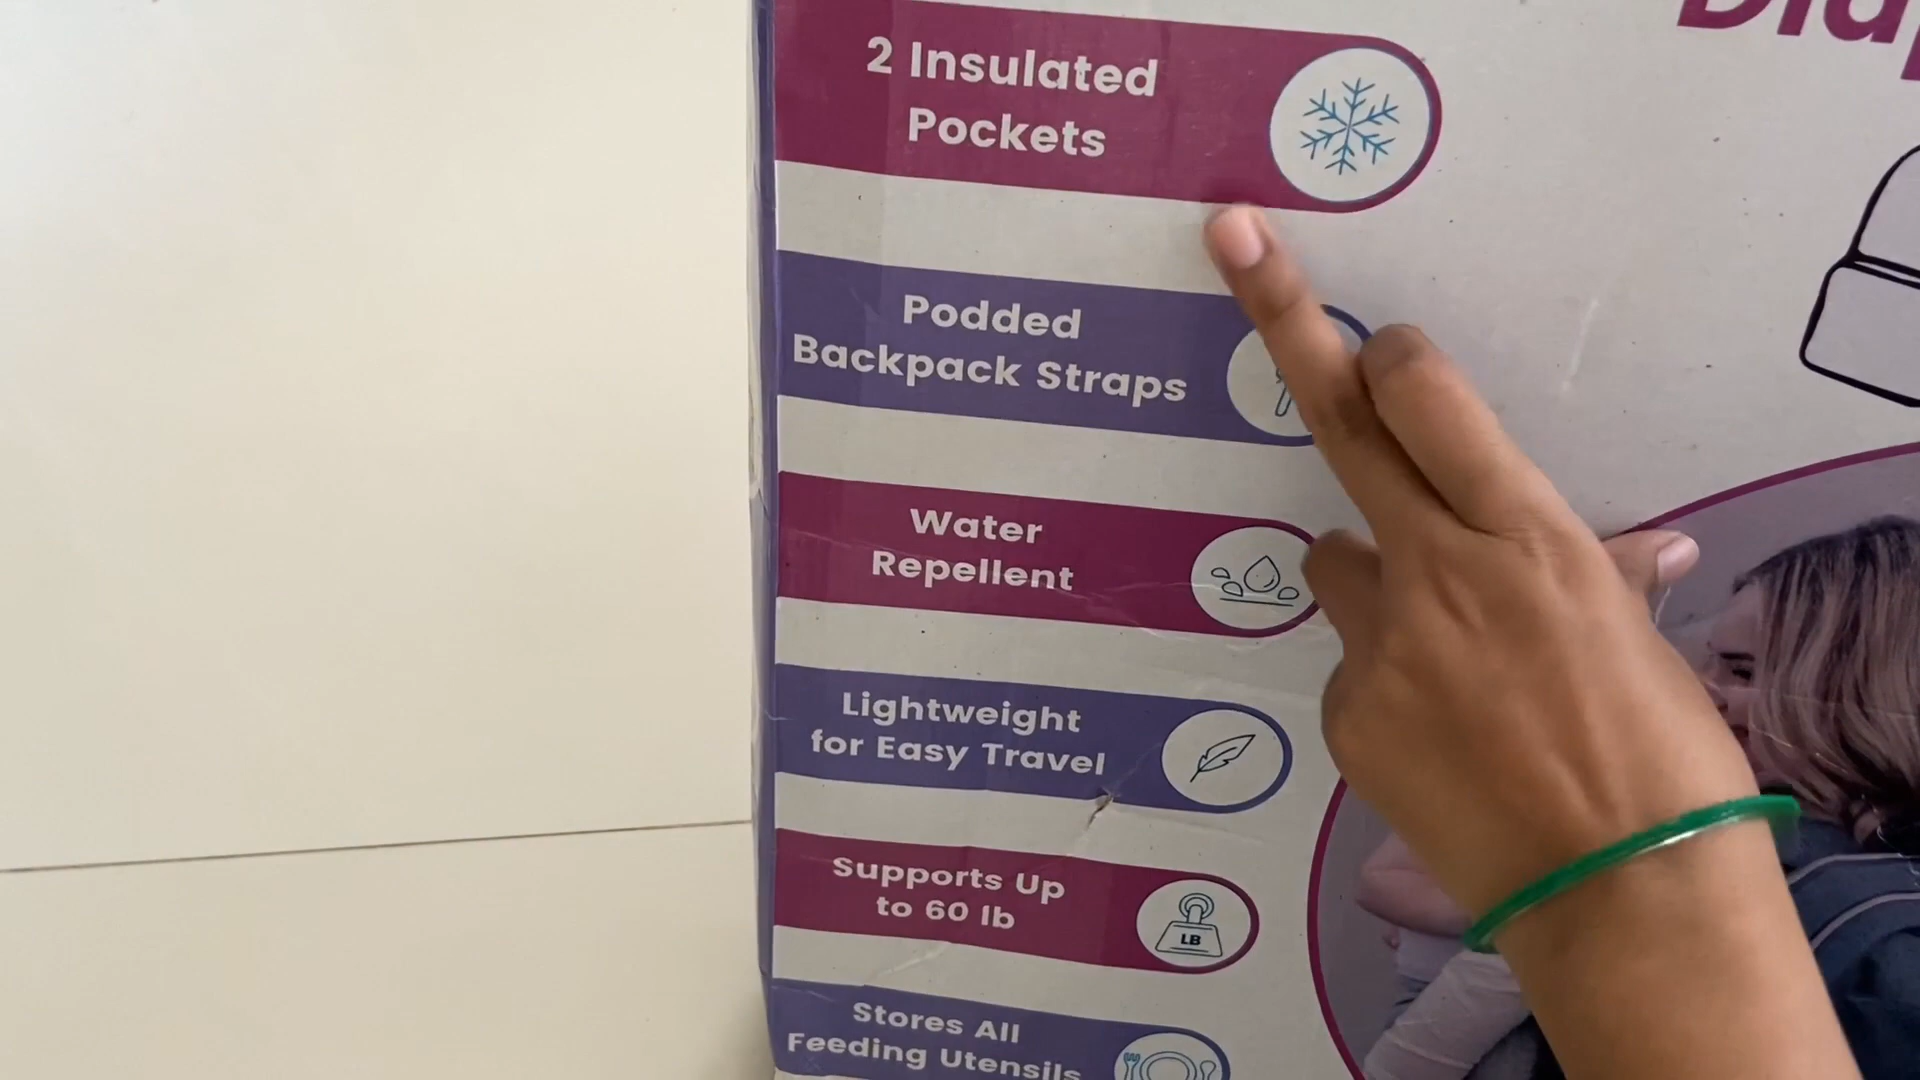 2 Insulated
Pockets
Podded
Backpack Straps
Water
Repellent
Lightweight
for Easy Travel
Supports Up
to 60 lb
LB
Stores All
Feeding Utensils